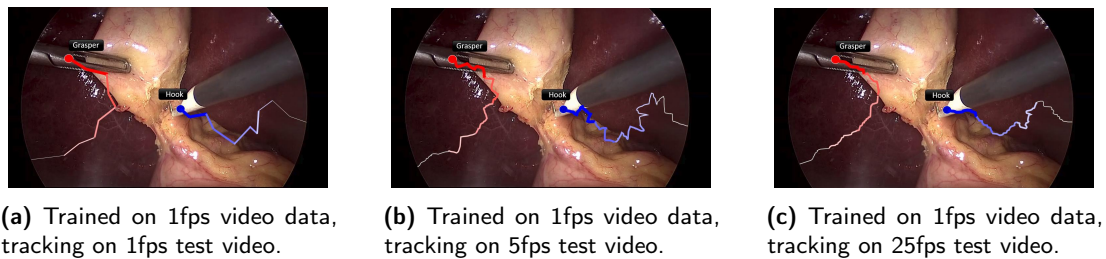 Grasper
Hook
Grasper
Hook
Grasper
Hook
(a) Trained on 1fps video data,
tracking on 1fps test video.
(b) Trained on 1fps video data,
tracking on 5fps test video.
(c) Trained on 1fps video data,
tracking on 25fps test video.